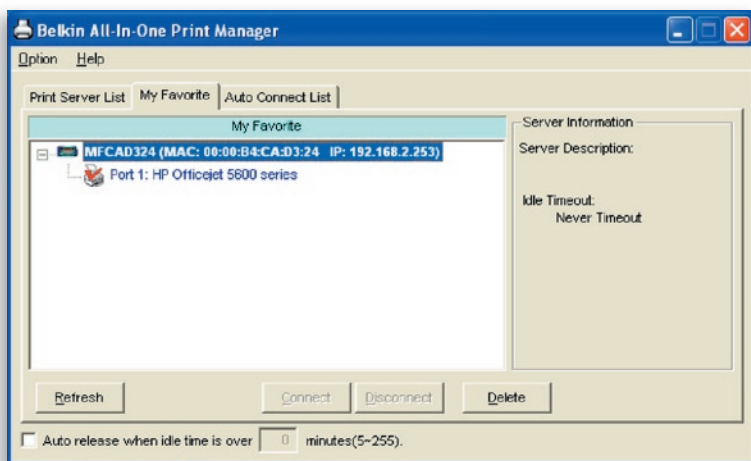 Belkin All-In-One Print Manager
Option Help
Print Server List My Favorite Auto Connect List
My Favorite
MFCAD324 (MAC: 00:00:B4:CA:D3:24 IP: 192.168.2.253)
Port 1: HP Officejet 5600 series
Server Information
Server Description:
Idle Timeout:
Never Timeout
Refresh Connect Disconnect Delete
Auto release when idle time is over 0 minutes(5~255).